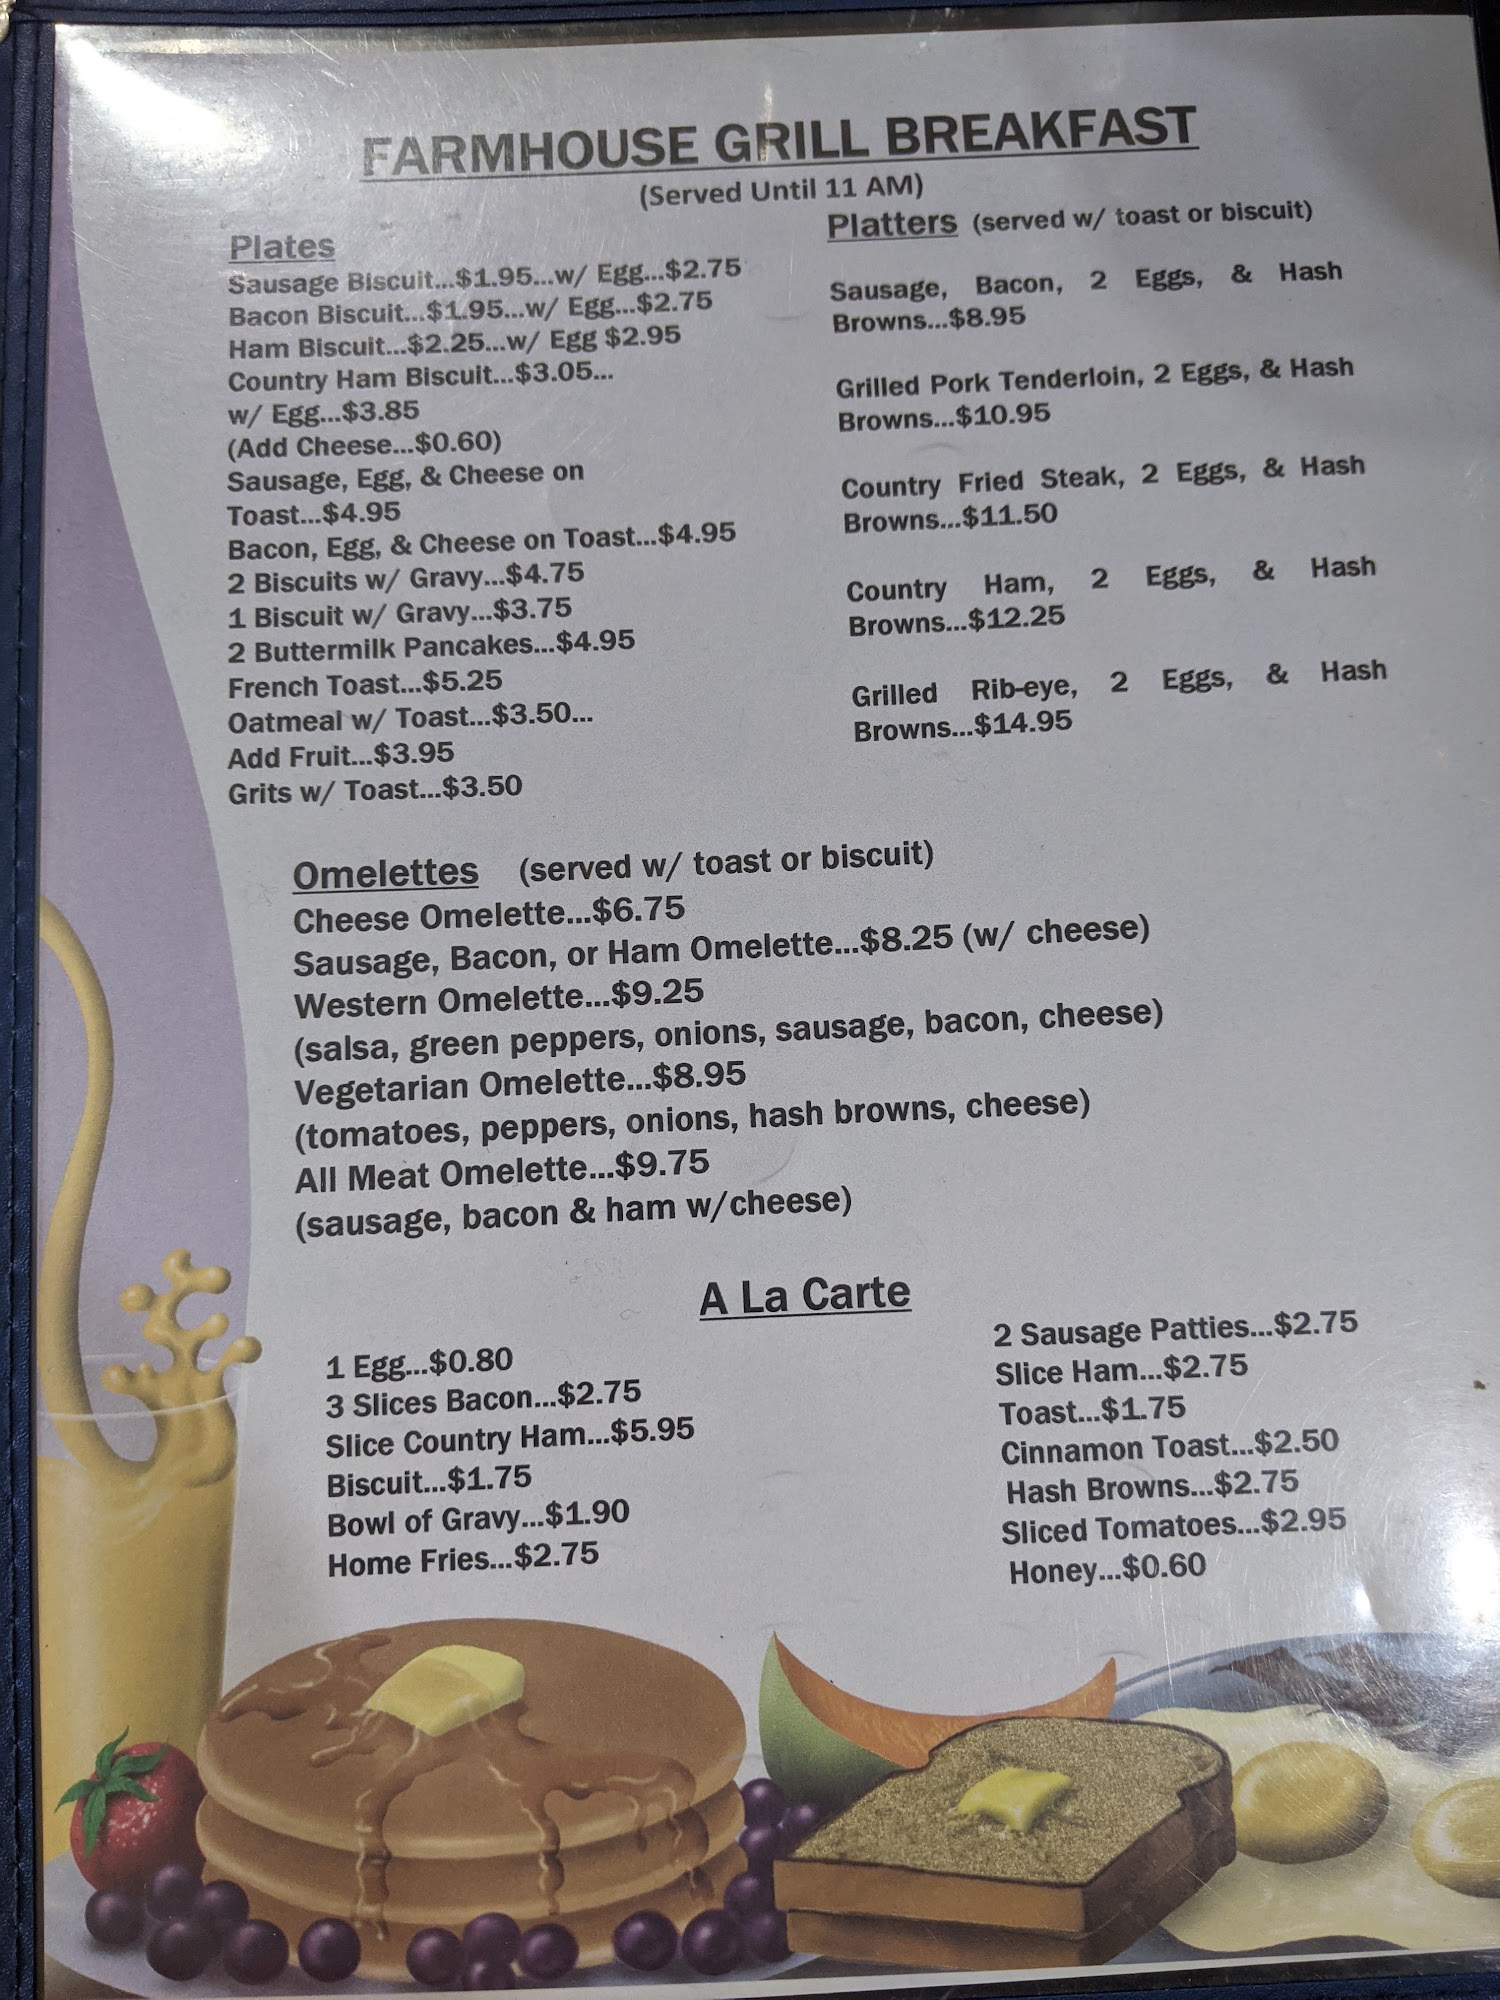 FARMHOUSE GRILL BREAKFAST
(Served Until 11 AM)
Plates
Sausage Biscuit...$1.95...w/ Egg...$2.75
Bacon Biscuit...$1.95...w/ Egg...$2.75
Ham Biscuit...$2.25...w/ Egg $2.95
Country Ham Biscuit...$3.05...
w/ Egg...$3.85
(Add Cheese...$0.60)
Sausage, Egg, & Cheese on
Toast...$4.95
Bacon, Egg, & Cheese on Toast...$4.95
2 Biscuits w/ Gravy...$4.75
1 Biscuit w/ Gravy...$3.75
2 Buttermilk Pancakes...$4.95
French Toast...$5.25
Oatmeal w/ Toast...$3.50...
Add Fruit...$3.95
Grits w/ Toast...$3.50
Platters (served w/ toast or biscuit)
Sausage, Bacon, 2 Eggs, & Hash
Browns...$8.95
Grilled Pork Tenderloin, 2 Eggs, & Hash
Browns...$10.95
Country Fried Steak, 2 Eggs, & Hash
Browns...$11.50
Country Ham, 2 Eggs, & Hash
Browns...$12.25
Grilled Rib-eye, 2 Eggs, & Hash
Browns...$14.95
Omelettes (served w/ toast or biscuit)
Cheese Omelette...$6.75
Sausage, Bacon, or Ham Omelette...$8.25 (w/ cheese)
Western Omelette...$9.25
(salsa, green peppers, onions, sausage, bacon, cheese)
Vegetarian Omelette...$8.95
(tomatoes, peppers, onions, hash browns, cheese)
All Meat Omelette...$9.75
(sausage, bacon & ham w/cheese)
A La Carte
1 Egg...$0.80
3 Slices Bacon...$2.75
Slice Country Ham...$5.95
Biscuit...$1.75
Bowl of Gravy...$1.90
Home Fries...$2.75
2 Sausage Patties...$2.75
Slice Ham...$2.75
Toast...$1.75
Cinnamon Toast...$2.50
Hash Browns...$2.75
Sliced Tomatoes...$2.95
Honey...$0.60